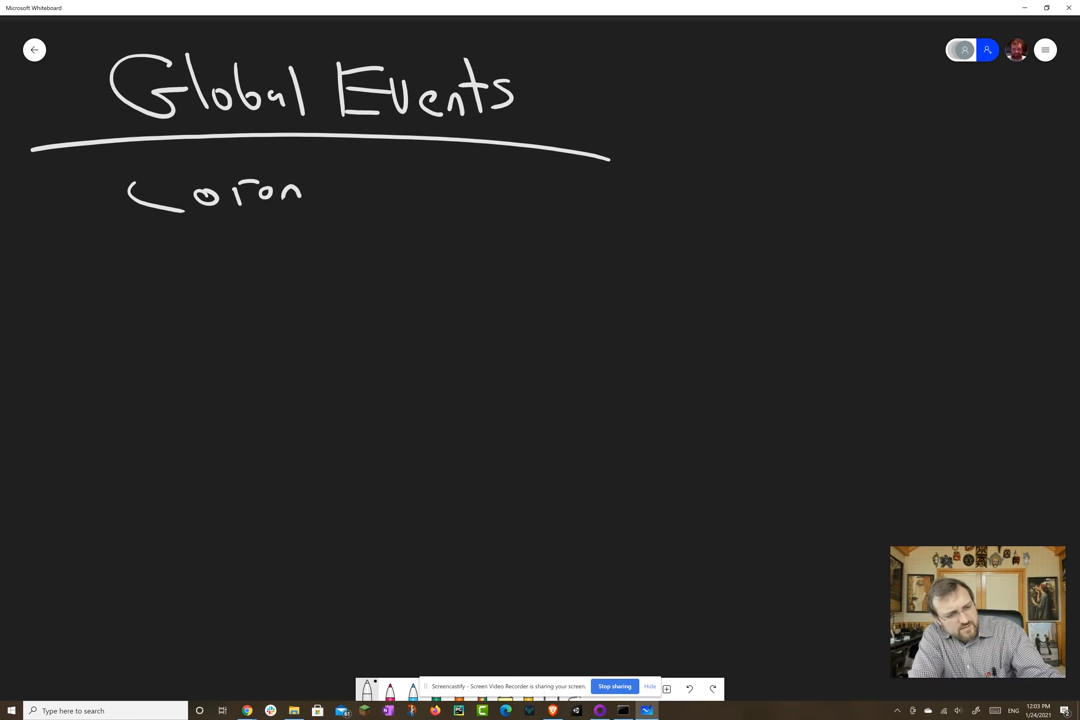 Microsoft Whiteboard
Global Events
Coron
Screencastify - Screen Video Recorder is sharing your screen.
Stop sharing
Hide
Type here to search
61
ENG
12:03 PM
1/24/2021